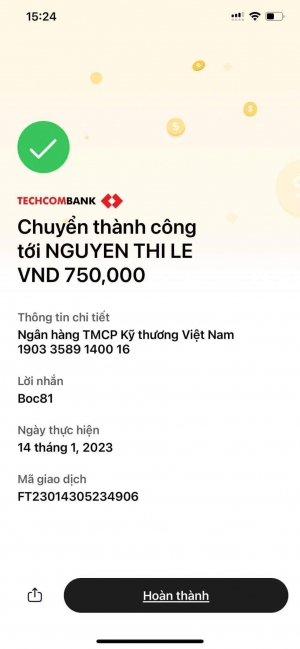 15:24
TECHCOMBANK
Chuyển thành công
tới NGUYEN THI LE
VND 750,000
Thông tin chi tiết
Ngân hàng TMCP Kỹ thương Việt Nam
1903 3589 1400 16
Lời nhắn
Boc81
Ngày thực hiện
14 tháng 1, 2023
Mã giao dịch
FT23014305234906
Hoàn thành